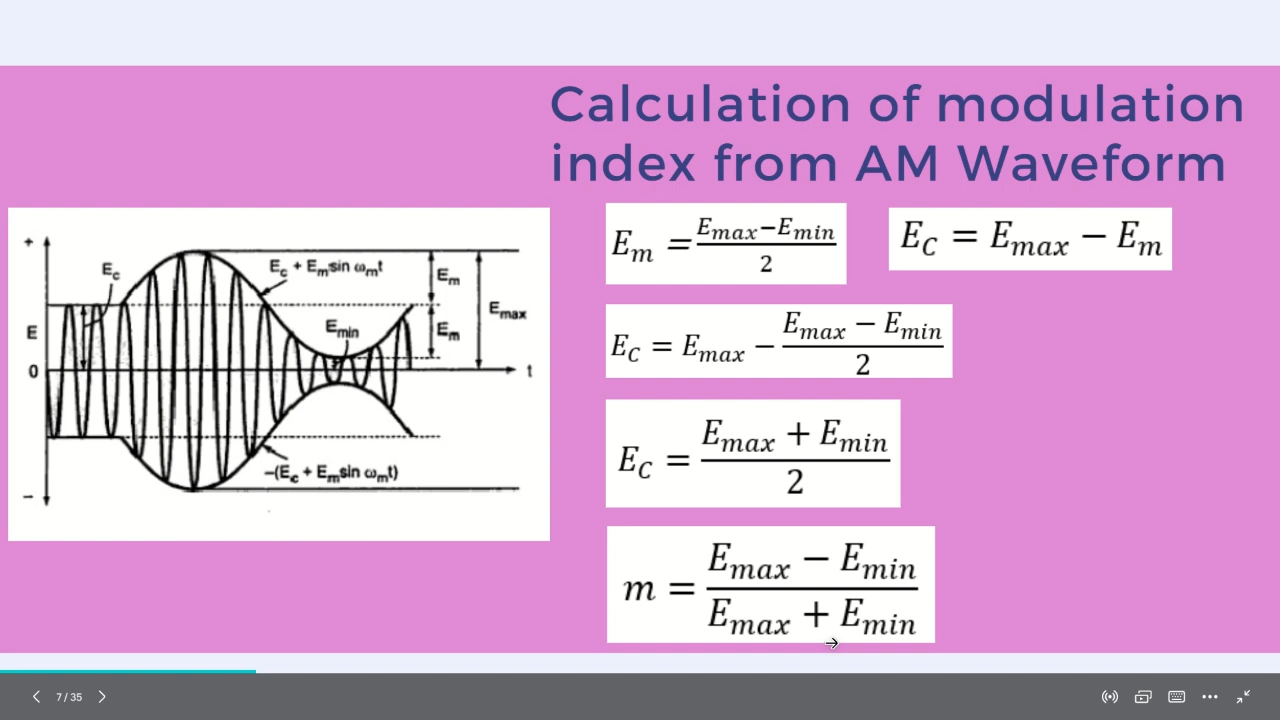 Calculation of modulation
index from AM Waveform
+
E_c
E_c + E_m sin ω_m t
E_m
E_max
E
E_min
E_m
0
t
-(E_c + E_m sin ω_m t)
−
E_m = (E_max − E_min)/2
E_C = E_max − E_m
E_C = E_max − (E_max − E_min)/2
E_C = (E_max + E_min)/2
m = (E_max − E_min)/(E_max + E_min)
7 / 35